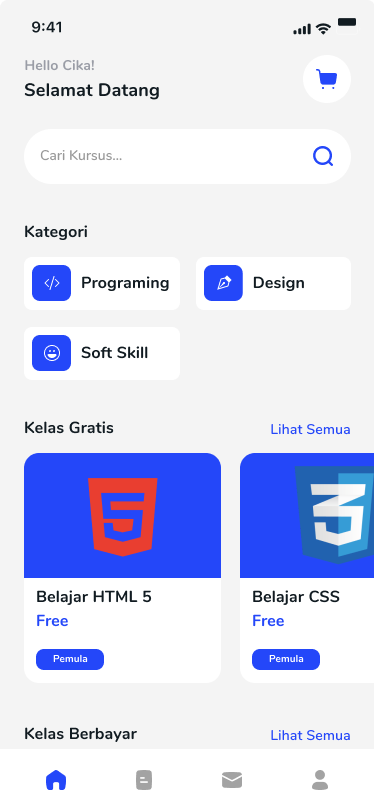 9:41
Hello Cika!
Selamat Datang
Cari Kursus...
Kategori
Programing
Design
Soft Skill
Kelas Gratis
Lihat Semua
Belajar HTML 5
Free
Pemula
Belajar CSS
Free
Pemula
Kelas Berbayar
Lihat Semua